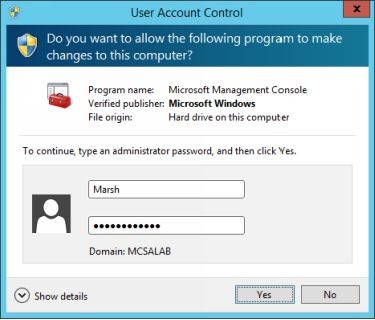 User Account Control
Do you want to allow the following program to make
changes to this computer?
Program name: Microsoft Management Console
Verified publisher: Microsoft Windows
File origin: Hard drive on this computer
To continue, type an administrator password, and then click Yes.
Marsh
••••••••••••
Domain: MCSALAB
Show details
Yes
No